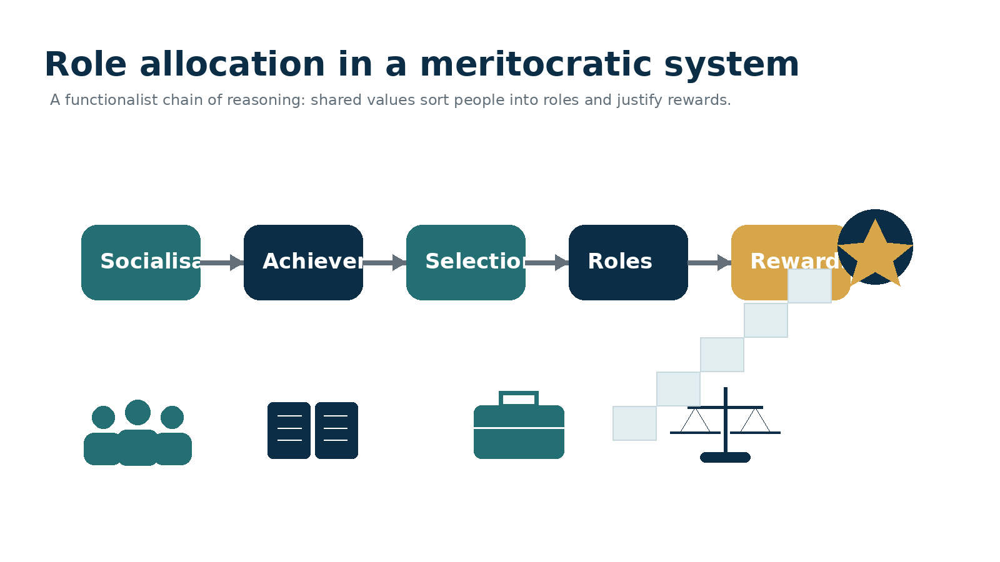 Role allocation in a meritocratic system
A functionalist chain of reasoning: shared values sort people into roles and justify rewards.
Socialisa
Achiever
Selection
Roles
Reward